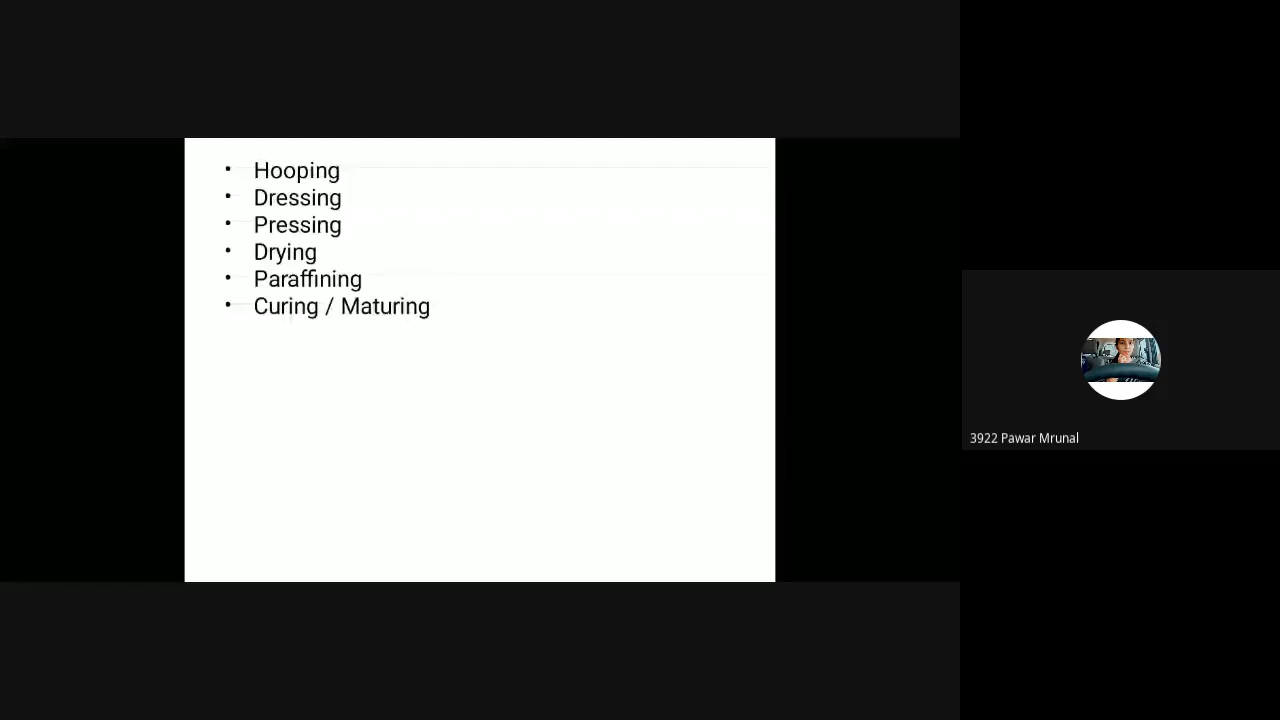 • Hooping
• Dressing
• Pressing
• Drying
• Paraffining
• Curing / Maturing
3922 Pawar Mrunal